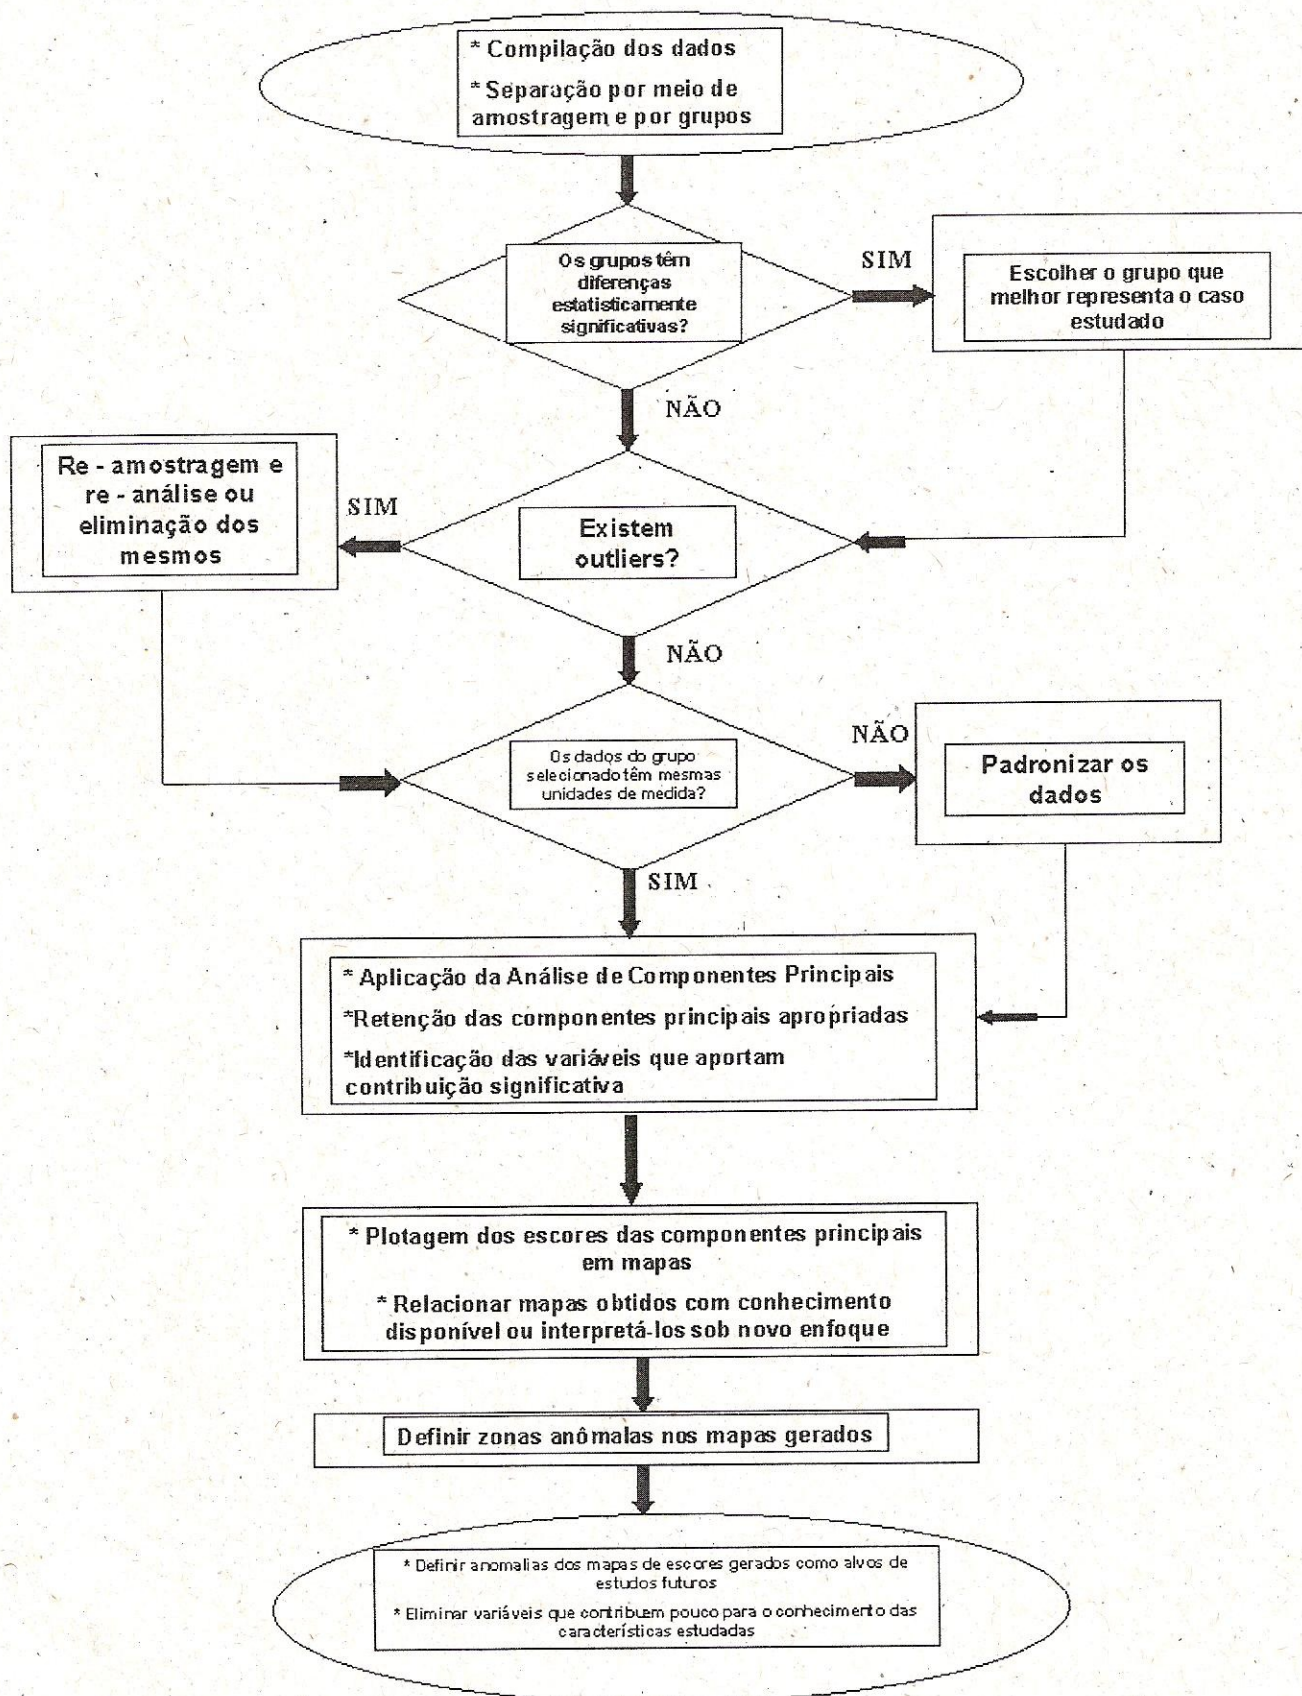 * Compilação dos dados
* Separação por meio de
amostragem e por grupos
Os grupos têm
diferenças
estatisticamente
significativas?
SIM
Escolher o grupo que
melhor representa o caso
estudado
NÃO
Re - amostragem e
re - análise ou
eliminação dos
mesmos
SIM
Existem
outliers?
NÃO
Os dados do grupo
selecionado têm mesmas
unidades de medida?
NÃO
Padronizar os
dados
SIM
* Aplicação da Análise de Componentes Principais
*Retenção das componentes principais apropriadas
*Identificação das variáveis que aportam
contribuição significativa
* Plotagem dos escores das componentes principais
em mapas
* Relacionar mapas obtidos com conhecimento
disponível ou interpretá-los sob novo enfoque
Definir zonas anômalas nos mapas gerados
* Definir anomalias dos mapas de escores gerados como alvos de
estudos futuros
* Eliminar variáveis que contribuem pouco para o conhecimento das
características estudadas